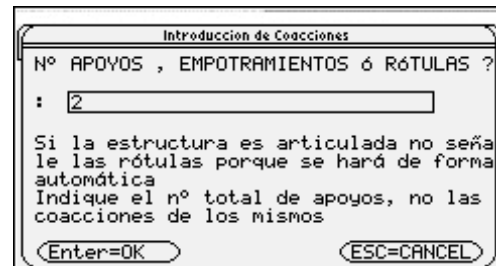 Introduccion de Coacciones
Nº APOYOS , EMPOTRAMIENTOS ó RóTULAS ?
: 2
Si la estructura es articulada no seña
le las rótulas porque se hará de forma
automática
Indique el nº total de apoyos, no las
coacciones de los mismos
Enter=OK
ESC=CANCEL